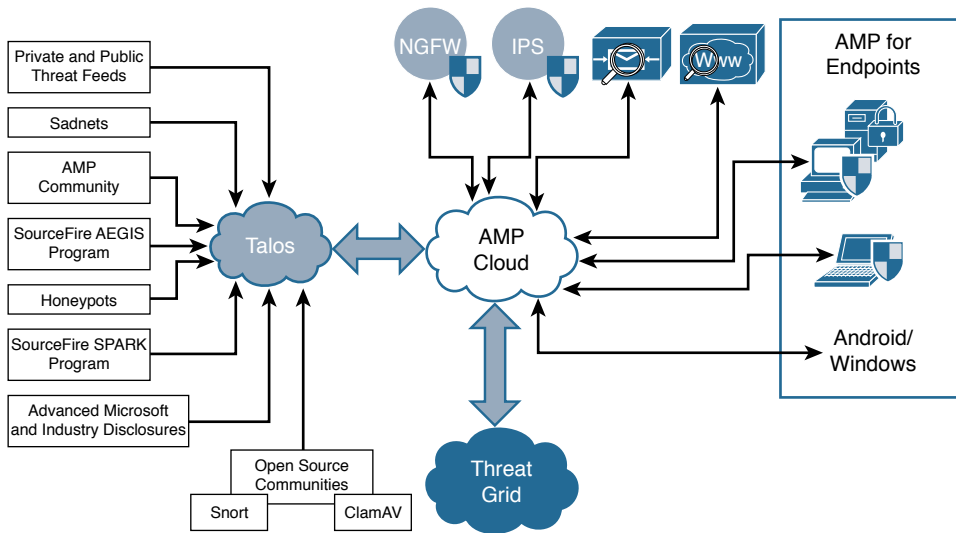 Private and Public
Threat Feeds
Sadnets
AMP
Community
SourceFire AEGIS
Program
Honeypots
SourceFire SPARK
Program
Advanced Microsoft
and Industry Disclosures
Open Source
Communities
Snort
ClamAV
Talos
NGFW
IPS
Www
AMP
Cloud
Threat
Grid
AMP for
Endpoints
Android/
Windows